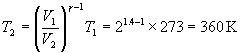 T₂ = (V₁/V₂)^(r−1) T₁ = 2^(1.4−1) × 273 = 360 K